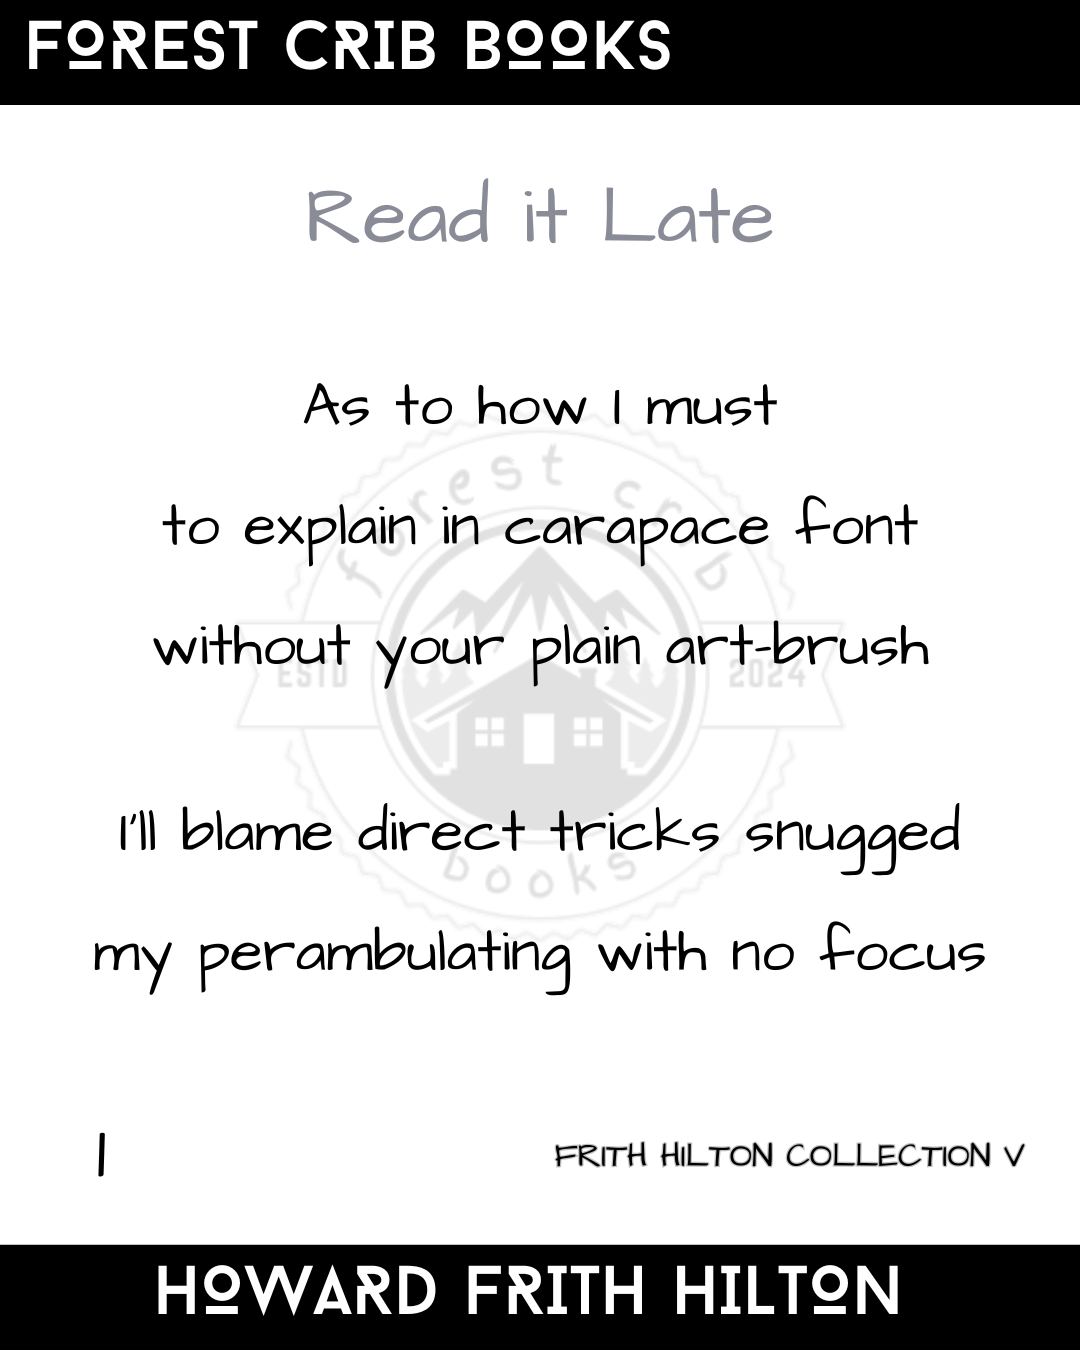 FOREST CRIB BOOKS
Read it Late
As to how I must
to explain in carapace font
without your plain art-brush
I'll blame direct tricks snugged
my perambulating with no focus
forest crib
ESTD 2024
books
1
FRITH HILTON COLLECTION V
HOWARD FRITH HILTON